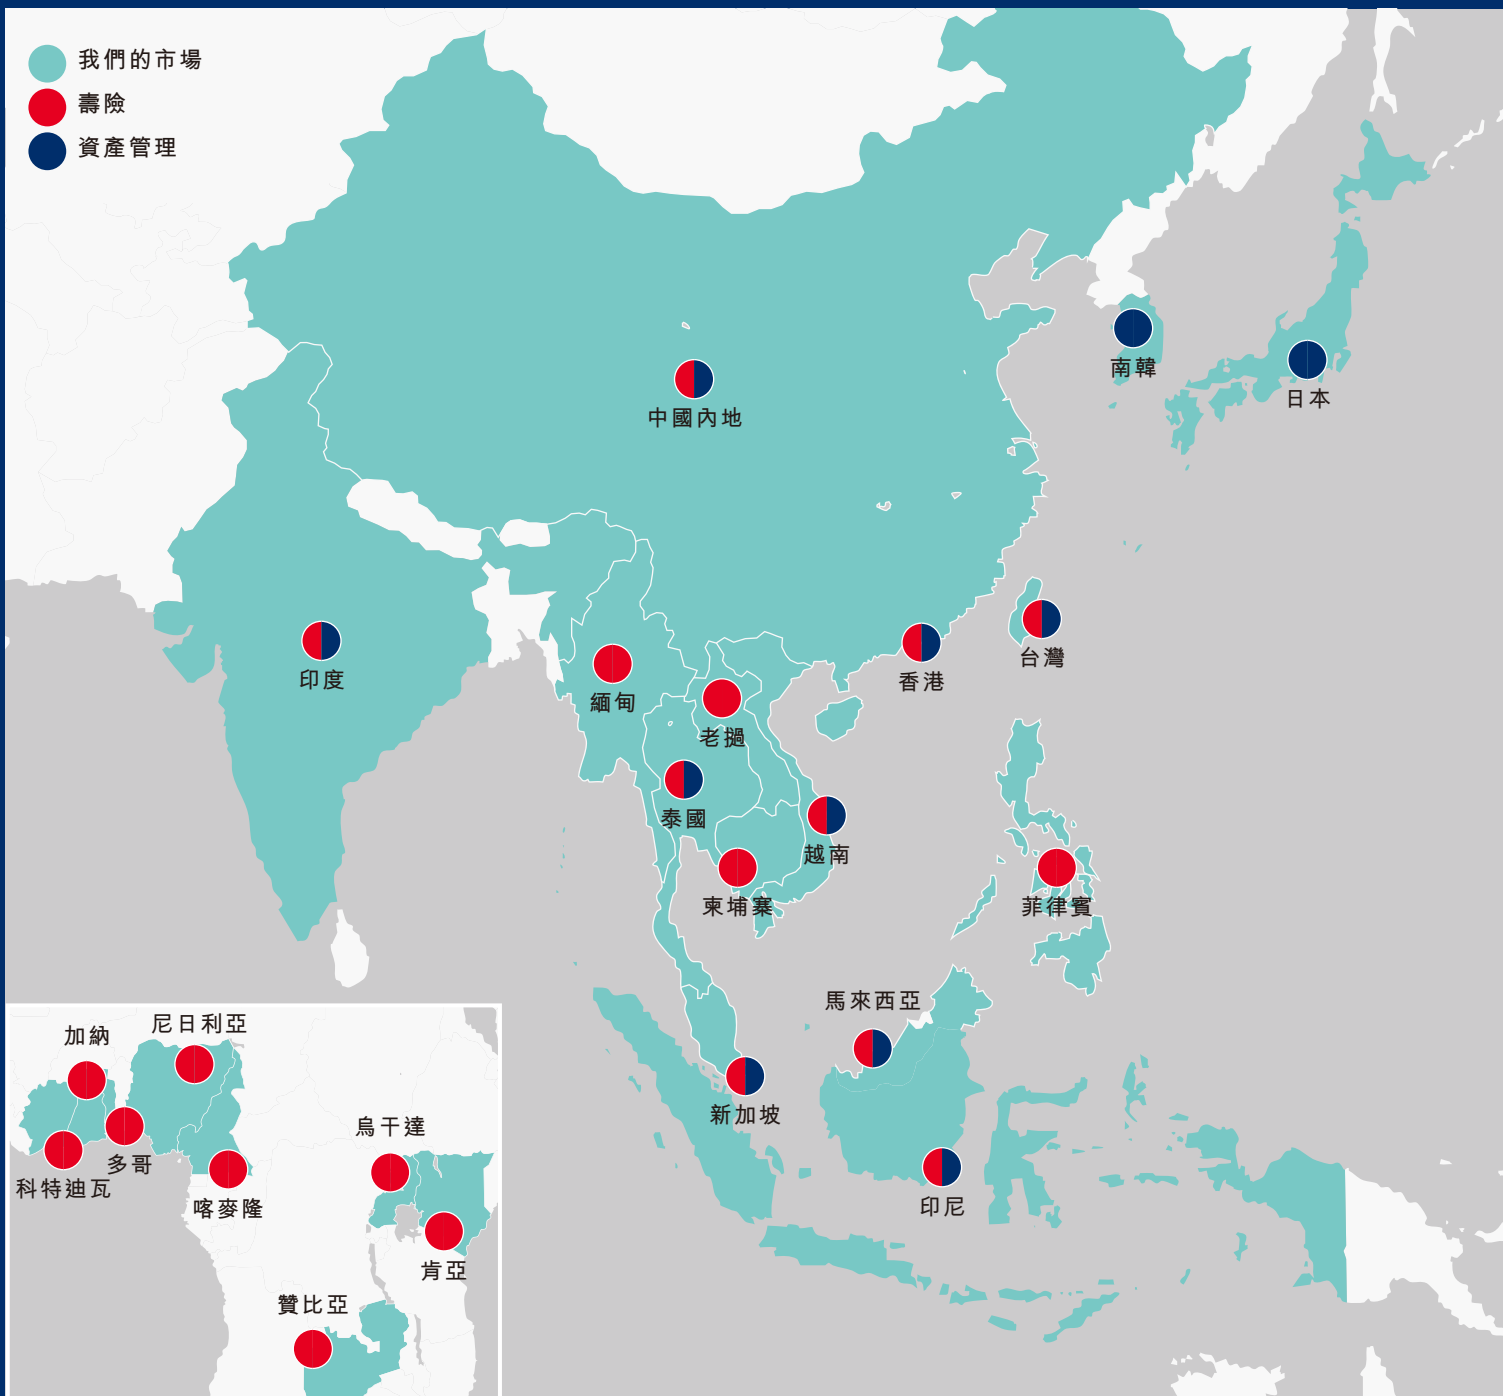 我們的市場
壽險
資產管理
南韓
日本
中國內地
印度
緬甸
老撾
香港
台灣
泰國
越南
柬埔寨
菲律賓
馬來西亞
新加坡
印尼
加納
尼日利亞
多哥
科特迪瓦
喀麥隆
烏干達
肯亞
贊比亞